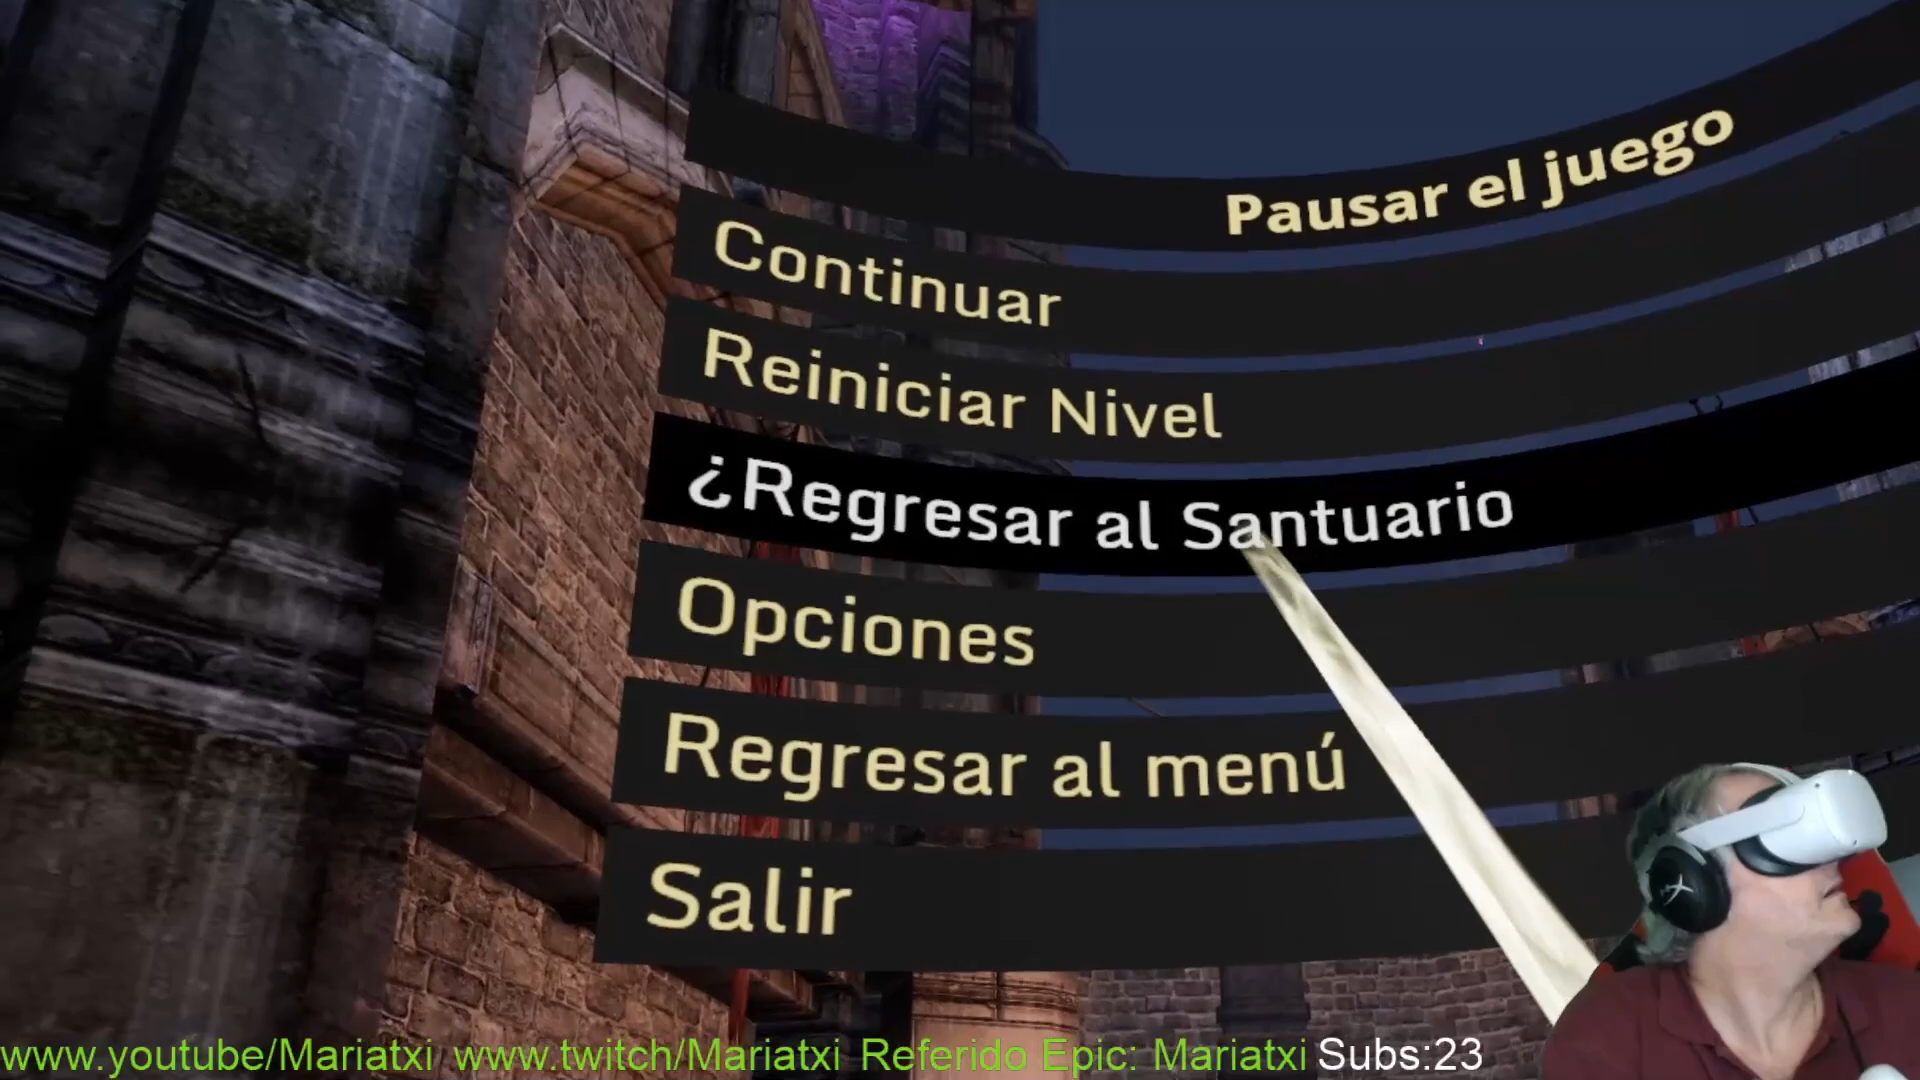 Pausar el juego
Continuar
Reiniciar Nivel
¿Regresar al Santuario
Opciones
Regresar al menú
Salir
www.youtube/Mariatxi www.twitch/Mariatxi Referido Epic: Mariatxi Subs:23